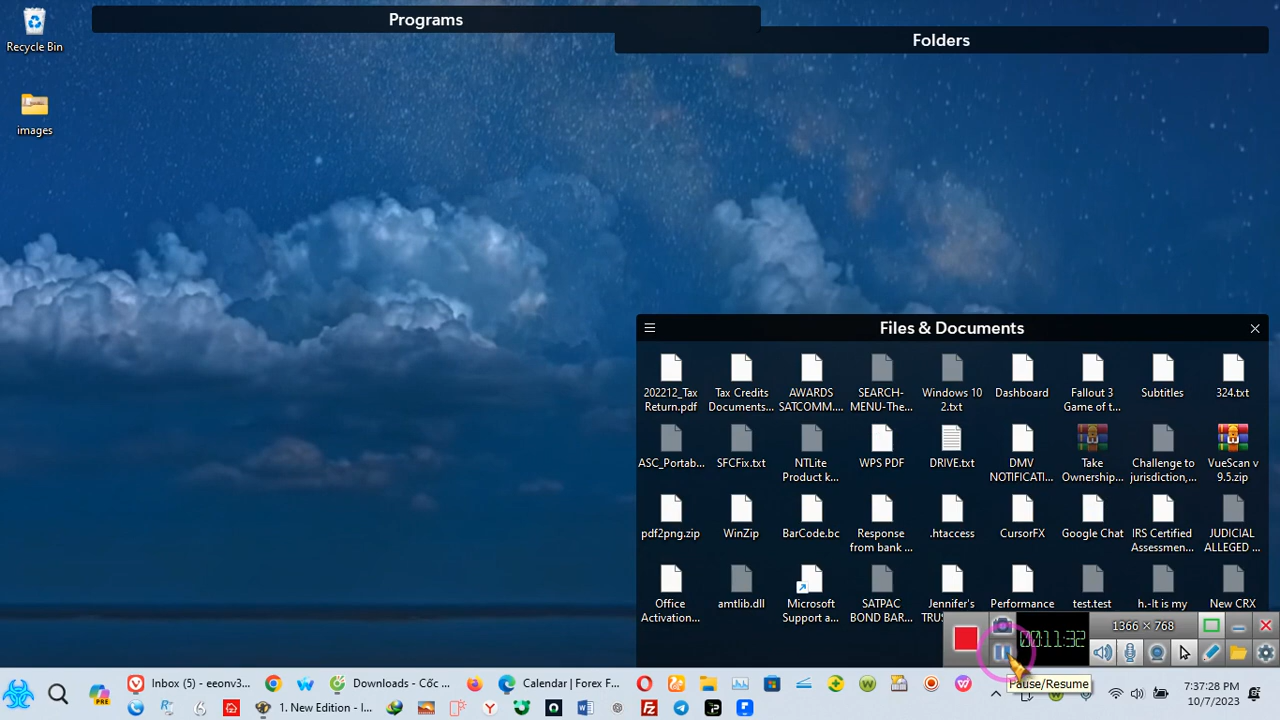 Programs
Folders
Recycle Bin
images
Files & Documents
202212_Tax Return.pdf
Tax Credits Documents...
AWARDS SATCOMM....
SEARCH-MENU-The...
Windows 10 2.txt
Dashboard
Fallout 3 Game of t...
Subtitles
324.txt
ASC_Portab...
SFCFix.txt
NTLite Product k...
WPS PDF
DRIVE.txt
DMV NOTIFICATI...
Take Ownership...
Challenge to jurisdiction,...
VueScan v 9.5.zip
pdf2png.zip
WinZip
BarCode.bc
Response from bank ...
.htaccess
CursorFX
Google Chat
IRS Certified Assessmen...
JUDICIAL ALLEGED ...
Office Activation...
amtlib.dll
Microsoft Support a...
SATPAC BOND BAR...
Jennife​r's TRUS
Performance
test.test
h.-It is my
New CRX
00:11:32
1366 × 768
Pause/Resume
PRE
Inbox (3) - eeonv3...
Downloads - Cốc ...
Calendar | Forex F...
7:37:28 PM
1. New Edition - I...
10/7/2023